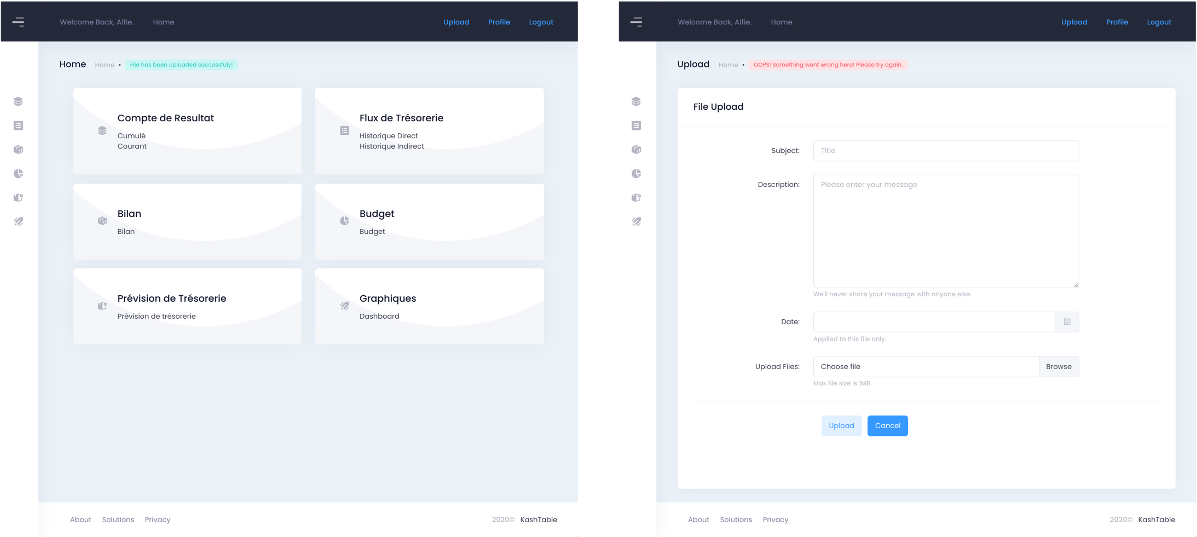 Welcome Back, Alfie. Home Upload Profile Logout
Home Home • File has been uploaded successfuly!
Compte de Resultat
Cumulé
Courant
Flux de Trésorerie
Historique Direct
Historique Indirect
Bilan
Bilan
Budget
Budget
Prévision de Trésorerie
Prévision de trésorerie
Graphiques
Dashboard
About Solutions Privacy 2020© KashTable
Welcome Back, Alfie. Home Upload Profile Logout
Upload Home • OOPS! Something went wrong here! Please try again.
File Upload
Subject: Title
Description: Please enter your message
We'll never share your message with anyone else.
Date:
Applied to this file only.
Upload Files: Choose file Browse
Max file size is 1MB.
Upload Cancel
About Solutions Privacy 2020© KashTable